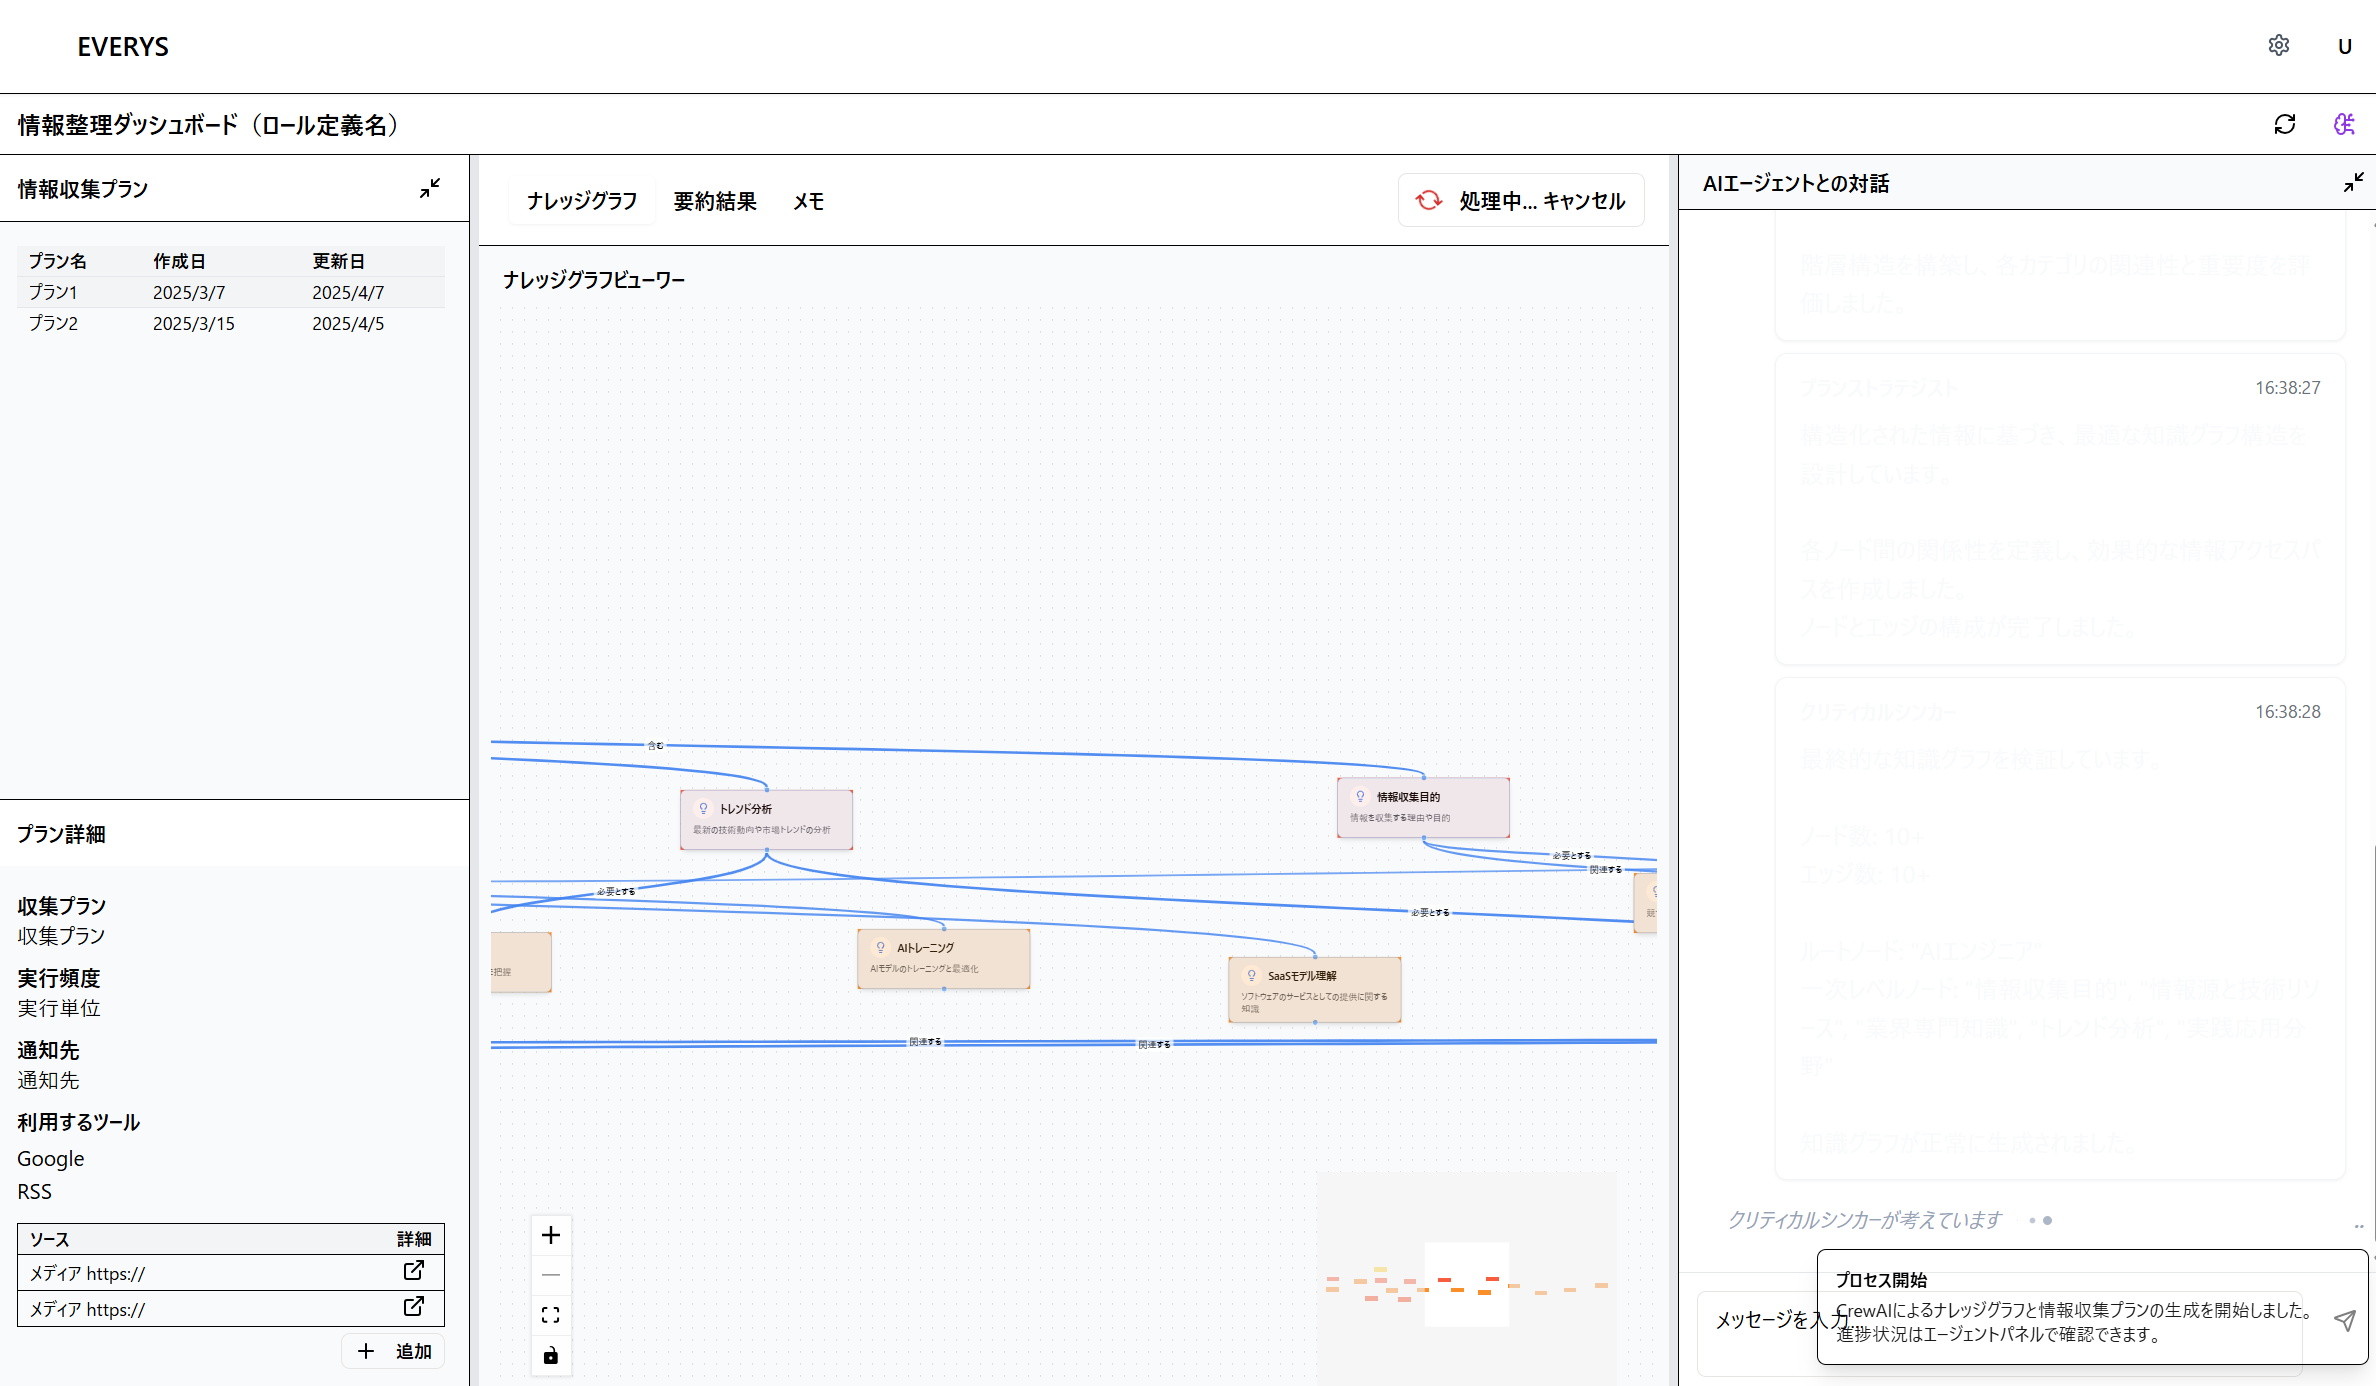 EVERYS
U
情報整理ダッシュボード（ロール定義名）
情報収集プラン
プラン名 作成日 更新日
プラン1 2025/3/7 2025/4/7
プラン2 2025/3/15 2025/4/5
プラン詳細
収集プラン
収集プラン
実行頻度
実行単位
通知先
通知先
利用するツール
Google
RSS
ソース 詳細
メディア https://
メディア https://
追加
ナレッジグラフ 要約結果 メモ
処理中... キャンセル
ナレッジグラフビューワー
含む
トレンド分析
最新の技術動向や市場トレンドの分析
情報収集目的
情報を収集する理由や目的
必要とする
関連する
必要とする
必要とする
把握
AIトレーニング
AIモデルのトレーニングと最適化
SaaSモデル理解
ソフトウェアのサービスとしての提供に関する
知識
関連する
関連する
AIエージェントとの対話
階層構造を構築し、各カテゴリの関連性と重要度を評
価しました。
プランストラテジスト 16:38:27
構造化された情報に基づき、最適な知識グラフ構造を
設計しています。
各ノード間の関係性を定義し、効果的な情報アクセスパ
スを作成しました。
ノードとエッジの構成が完了しました。
クリティカルシンカー 16:38:28
最終的な知識グラフを検証しています。
ノード数: 10+
エッジ数: 10+
ルートノード: "AIエンジニア"
一次レベルノード: "情報収集目的", "情報源と技術リソ
ース", "業界専門知識", "トレンド分析", "実践応用分
野"
知識グラフが正常に生成されました。
クリティカルシンカーが考えています
..
プロセス開始
CrewAIによるナレッジグラフと情報収集プランの生成を開始しました。
進捗状況はエージェントパネルで確認できます。
メッセージを入力...